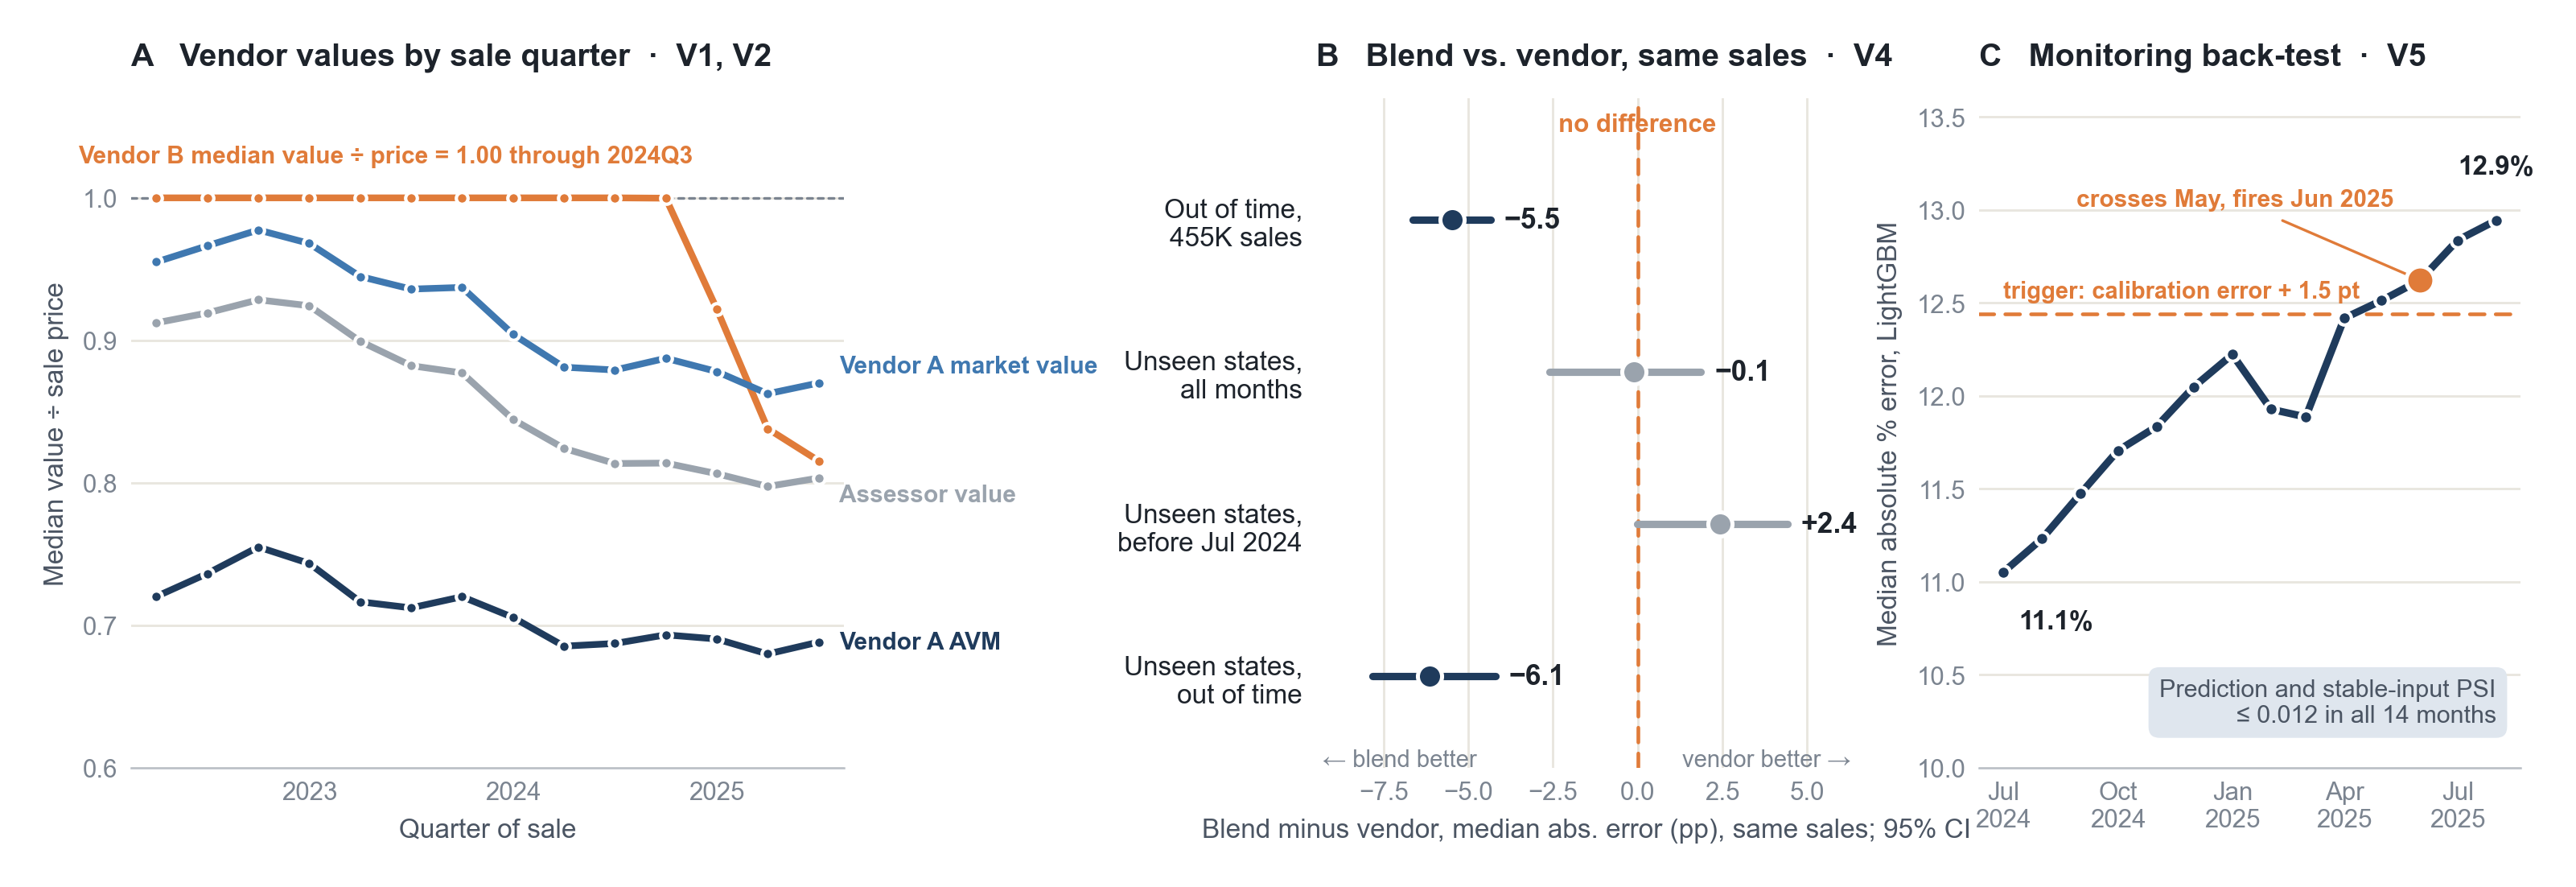 A Vendor values by sale quarter · V1, V2
Vendor B median value ÷ price = 1.00 through 2024Q3
Median value ÷ sale price
1.0
0.9
0.8
0.7
0.6
Vendor A market value
Assessor value
Vendor A AVM
2023
2024
2025
Quarter of sale
B Blend vs. vendor, same sales · V4
no difference
Out of time,
455K sales
−5.5
Unseen states,
all months
−0.1
Unseen states,
before Jul 2024
+2.4
Unseen states,
out of time
−6.1
← blend better
vendor better →
−7.5
−5.0
−2.5
0.0
2.5
5.0
Blend minus vendor, median abs. error (pp), same sales; 95% CI
C Monitoring back-test · V5
Median absolute % error, LightGBM
13.5
13.0
12.5
12.0
11.5
11.0
10.5
10.0
12.9%
crosses May, fires Jun 2025
trigger: calibration error + 1.5 pt
11.1%
Prediction and stable-input PSI
≤ 0.012 in all 14 months
Jul
2024
Oct
2024
Jan
2025
Apr
2025
Jul
2025